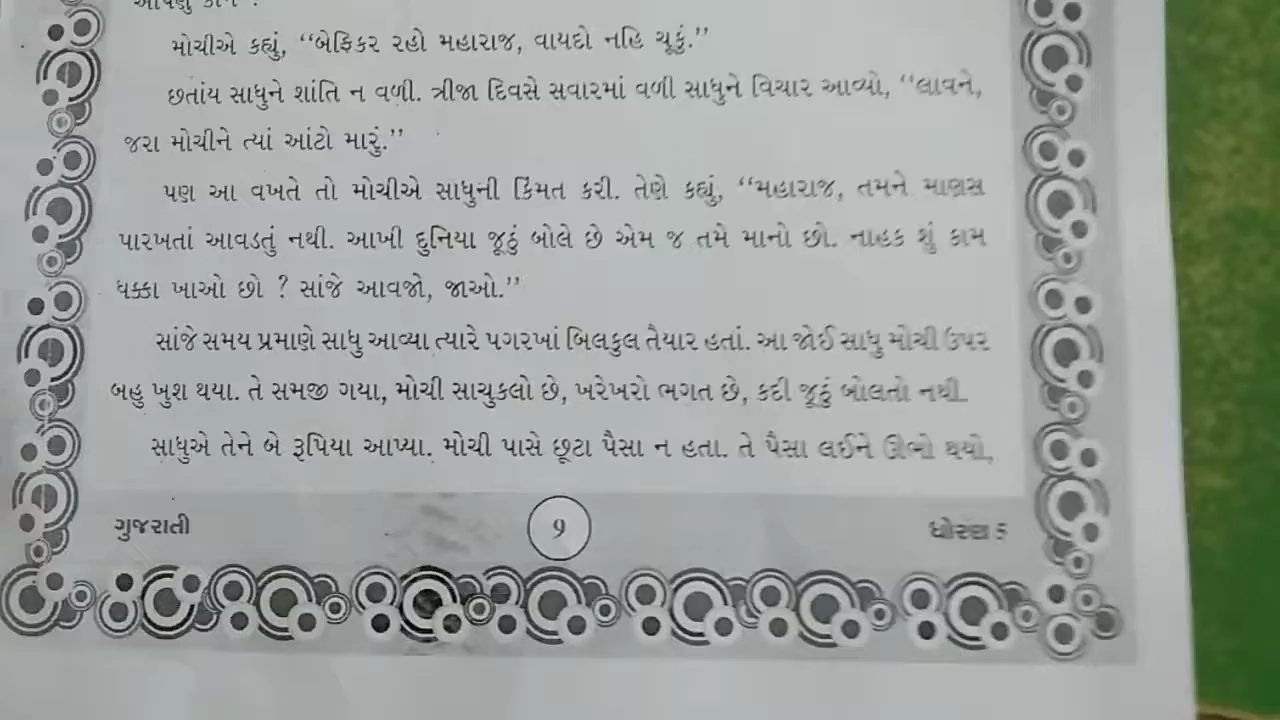 મોચીએ કહ્યું, “બેફિકર રહો મહારાજ, વાયદો નહિ ચૂકું.”
છતાંય સાધુને શાંતિ ન વળી. ત્રીજા દિવસે સવારમાં વળી સાધુને વિચાર આવ્યો, “લાવને,
જરા મોચીને ત્યાં આંટો મારું.”
પણ આ વખતે તો મોચીએ સાધુની કિંમત કરી. તેણે કહ્યું, “મહારાજ, તમને માણસ
પારખતાં આવડતું નથી. આખી દુનિયા જૂઠું બોલે છે એમ જ તમે માનો છો. નાહક શું કામ
ધક્કા ખાઓ છો ? સાંજે આવજો, જાઓ.”
સાંજે સમય પ્રમાણે સાધુ આવ્યા ત્યારે પગરખાં બિલકુલ તૈયાર હતાં. આ જોઈ સાધુ મોચી ઉપર
બહુ ખુશ થયા. તે સમજી ગયા, મોચી સાચુકલો છે, ખરેખરો ભગત છે, કદી જૂઠું બોલતો નથી.
સાધુએ તેને બે રૂપિયા આપ્યા. મોચી પાસે છૂટા પૈસા ન હતા. તે પૈસા લઈને ઊભો થયો,
ગુજરાતી
9
ધોરણ ૬